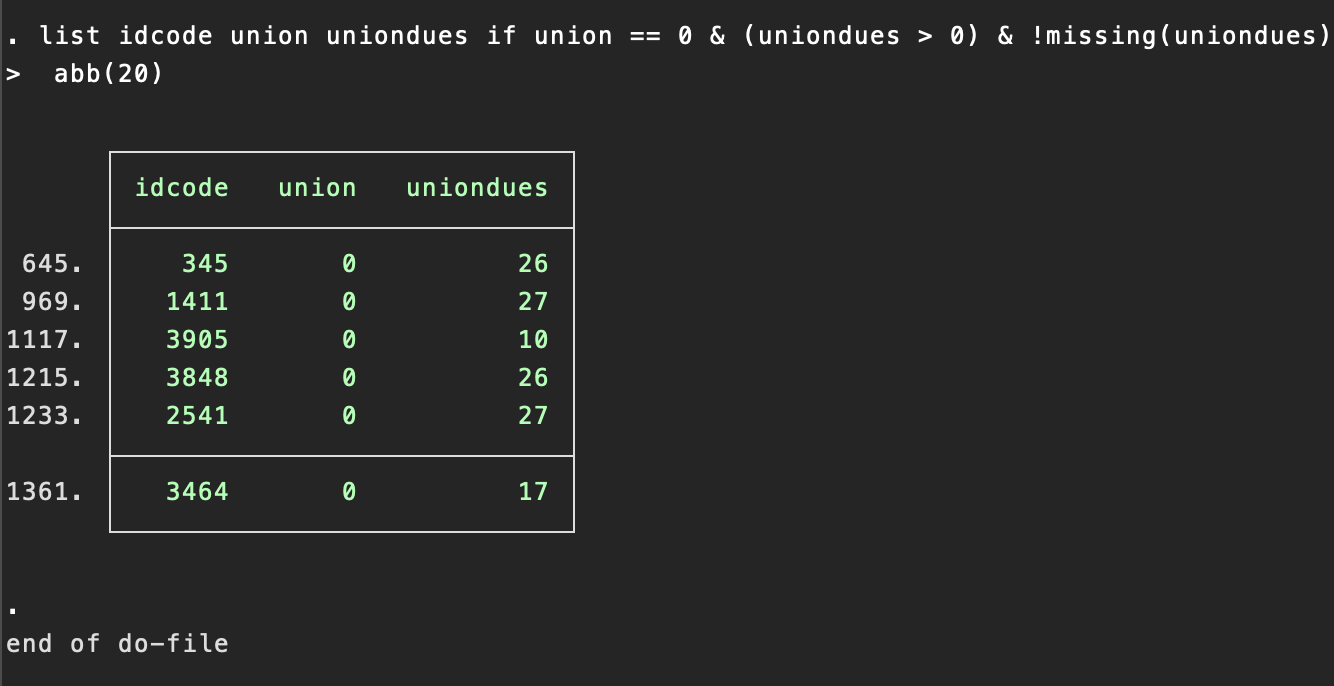 . list idcode union uniondues if union == 0 & (uniondues > 0) & !missing(uniondues)
>  abb(20)
idcode   union   uniondues
645.   345   0   26
969.   1411   0   27
1117.   3905   0   10
1215.   3848   0   26
1233.   2541   0   27
1361.   3464   0   17
.
end of do-file